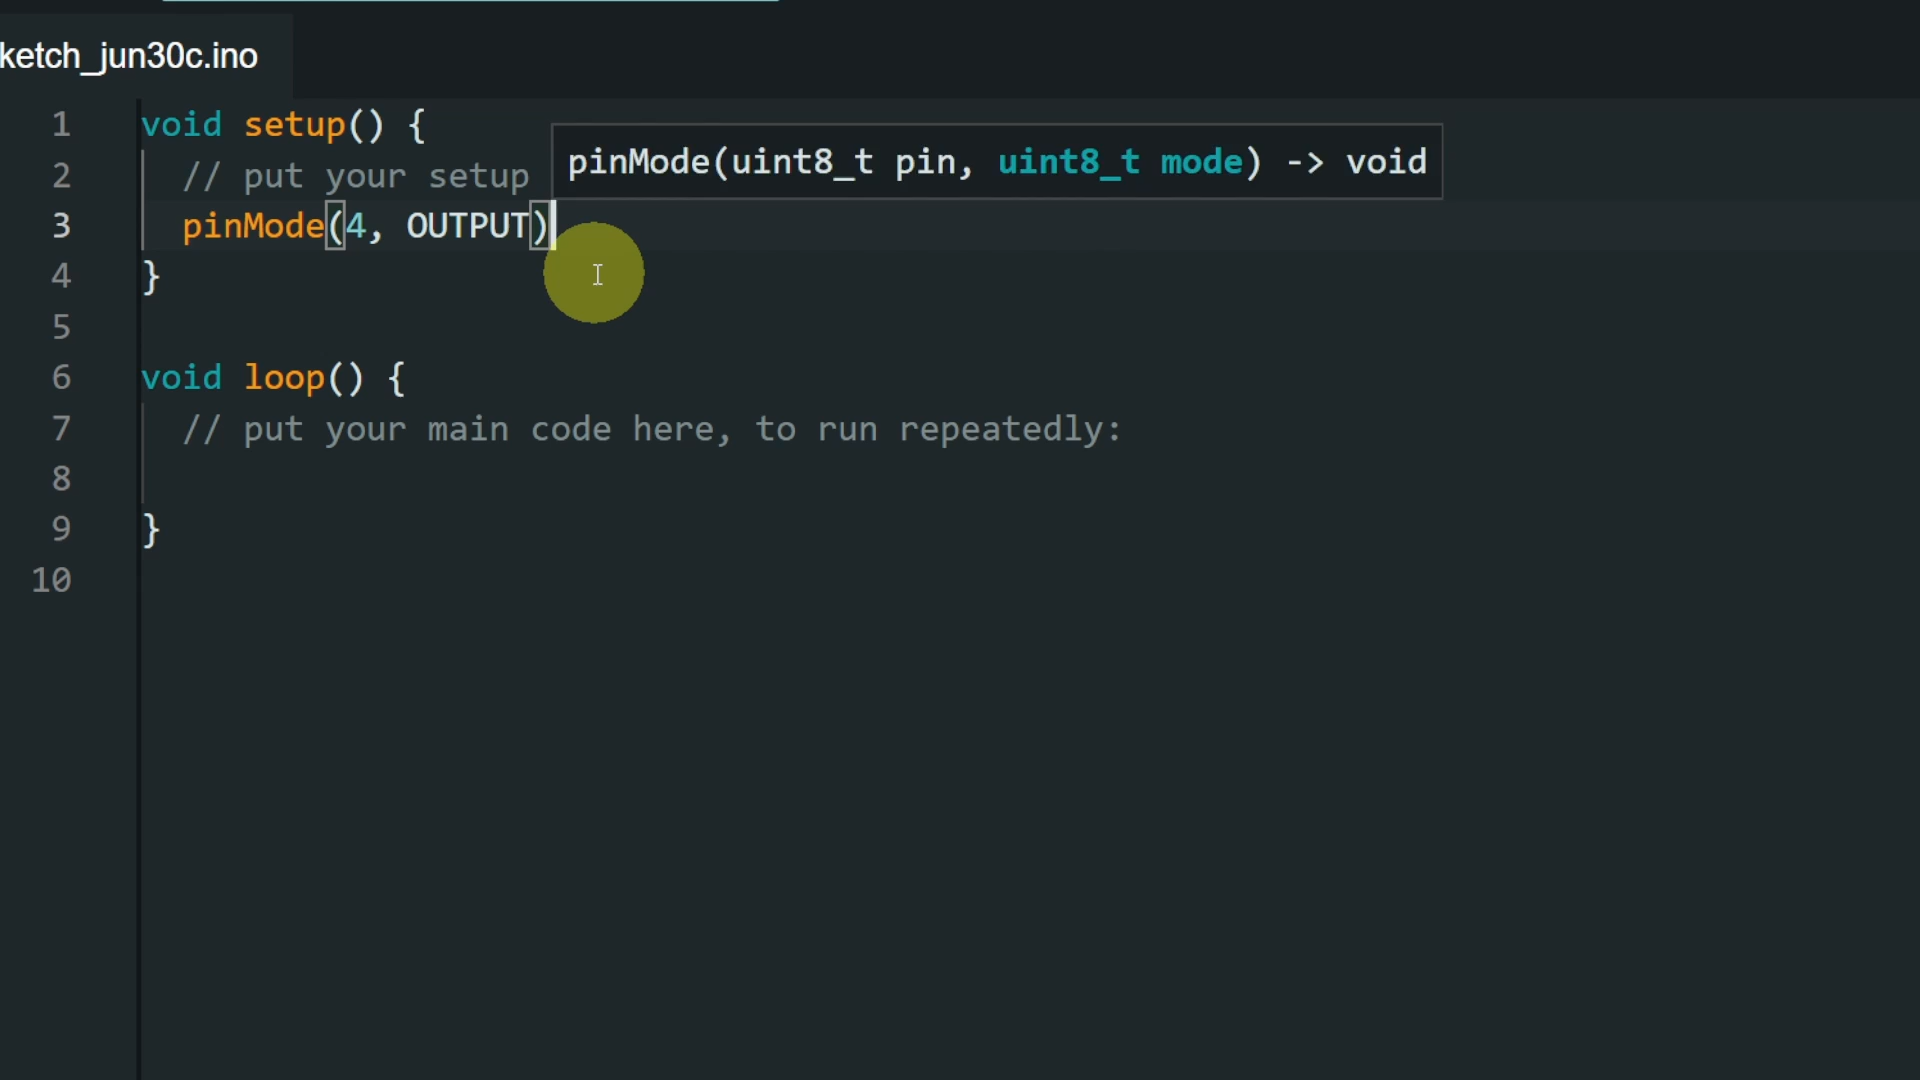 ketch_jun30c.ino
1 void setup() {
pinMode(uint8_t pin, uint8_t mode) -> void
2 // put your setup
3 pinMode(4, OUTPUT)
4 }
5
6 void loop() {
7 // put your main code here, to run repeatedly:
8
9 }
10